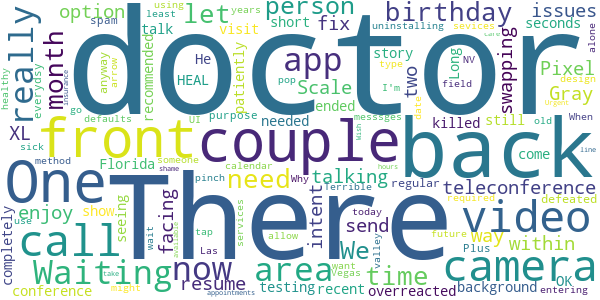 option person birthday issues
spam let fix seconds
really month least using talk short visit uninstalling sevices care
years patiently story type alone
doctor
anyway arrow recommended He HEAL app Scale two Long NV swapping Pixel
healthy everyday insurance pop I'm field design Gray
go defaults UI purpose ended messages Urgent
XL front couple needed killed still old When back
sick Florida someone regular come line
method calendar pinch talking teleconference
One There need intent send Wish today defeated
enjoy show Why Terrible required video
completely use seeing facing We valley future Plus way within
call wait services tap hours Las allow background OK
Waiting now area time camera
conference take might resume available Vegas want testing recent overreacted entering
appointments shame